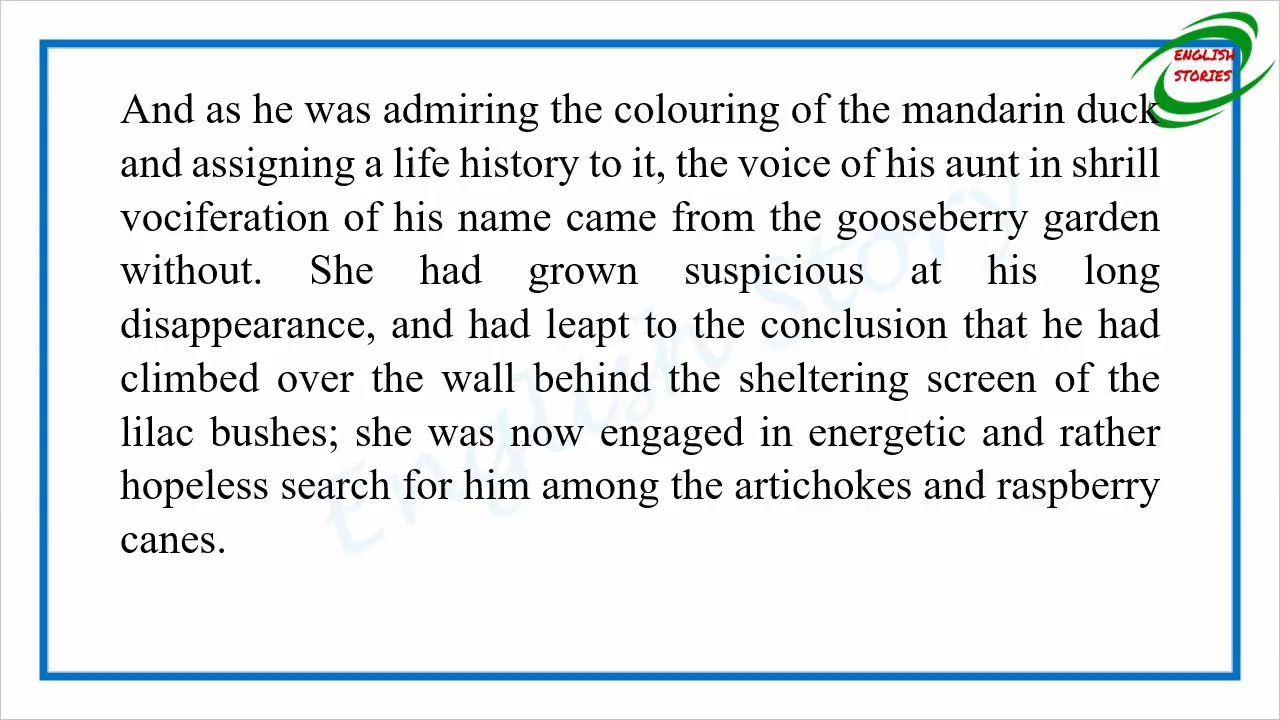 ENGLISH
STORIES
And as he was admiring the colouring of the mandarin duck
and assigning a life history to it, the voice of his aunt in shrill
vociferation of his name came from the gooseberry garden
without. She had grown suspicious at his long
disappearance, and had leapt to the conclusion that he had
climbed over the wall behind the sheltering screen of the
lilac bushes; she was now engaged in energetic and rather
hopeless search for him among the artichokes and raspberry
canes.
English Story